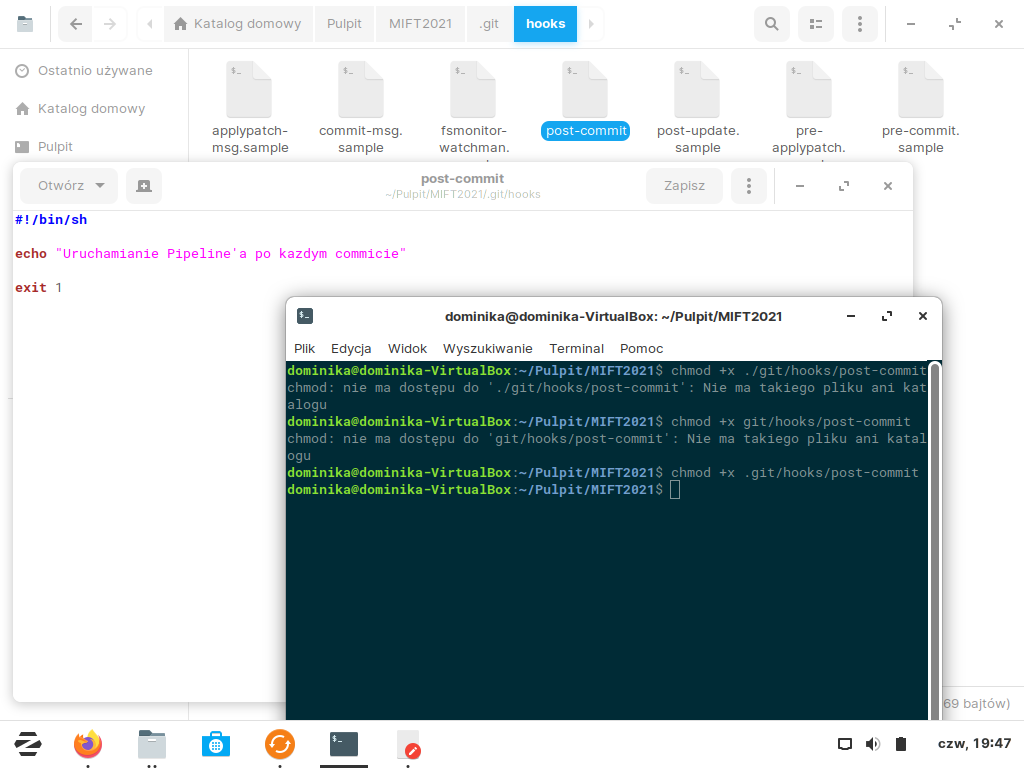 Katalog domowy Pulpit MIFT2021 .git hooks
Ostatnio używane
Katalog domowy
Pulpit
applypatch-
msg.sample
commit-msg.
sample
fsmonitor-
watchman.
post-commit
post-update.
sample
pre-
applypatch.
pre-commit.
sample
Otwórz
post-commit
~/Pulpit/MIFT2021/.git/hooks
Zapisz
#!/bin/sh
echo "Uruchamianie Pipeline'a po kazdym commicie"
exit 1
dominika@dominika-VirtualBox: ~/Pulpit/MIFT2021
Plik Edycja Widok Wyszukiwanie Terminal Pomoc
dominika@dominika-VirtualBox:~/Pulpit/MIFT2021$ chmod +x ./git/hooks/post-commit
chmod: nie ma dostępu do './git/hooks/post-commit': Nie ma takiego pliku ani kat
alogu
dominika@dominika-VirtualBox:~/Pulpit/MIFT2021$ chmod +x git/hooks/post-commit
chmod: nie ma dostępu do 'git/hooks/post-commit': Nie ma takiego pliku ani katal
ogu
dominika@dominika-VirtualBox:~/Pulpit/MIFT2021$ chmod +x .git/hooks/post-commit
dominika@dominika-VirtualBox:~/Pulpit/MIFT2021$
69 bajtów)
czw, 19:47